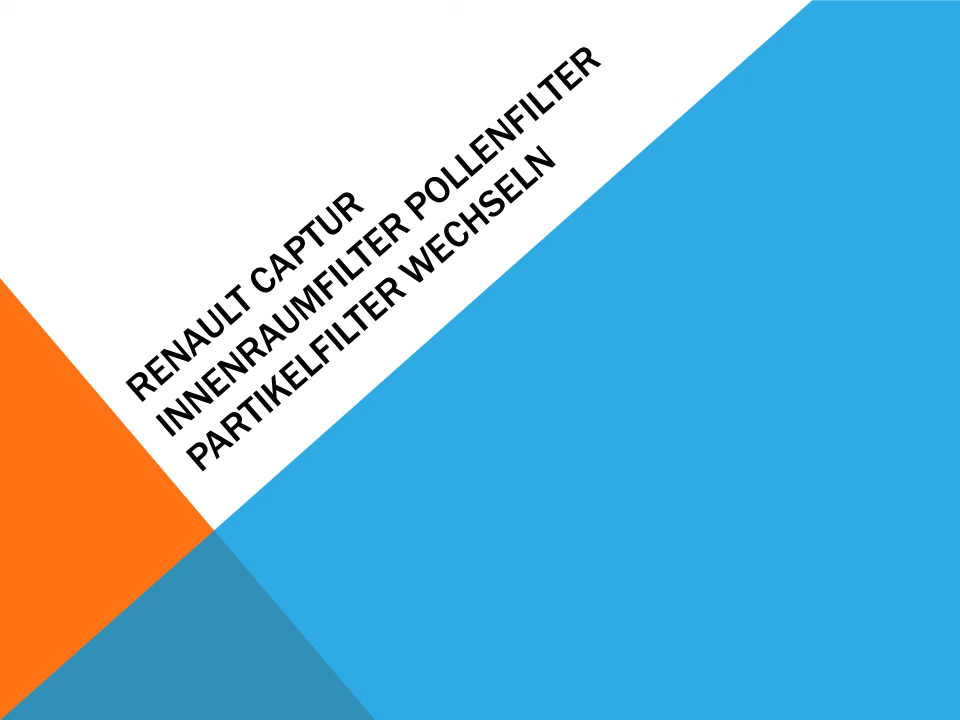 RENAULT CAPTUR
INNENRAUMFILTER POLLENFILTER
PARTIKELFILTER WECHSELN